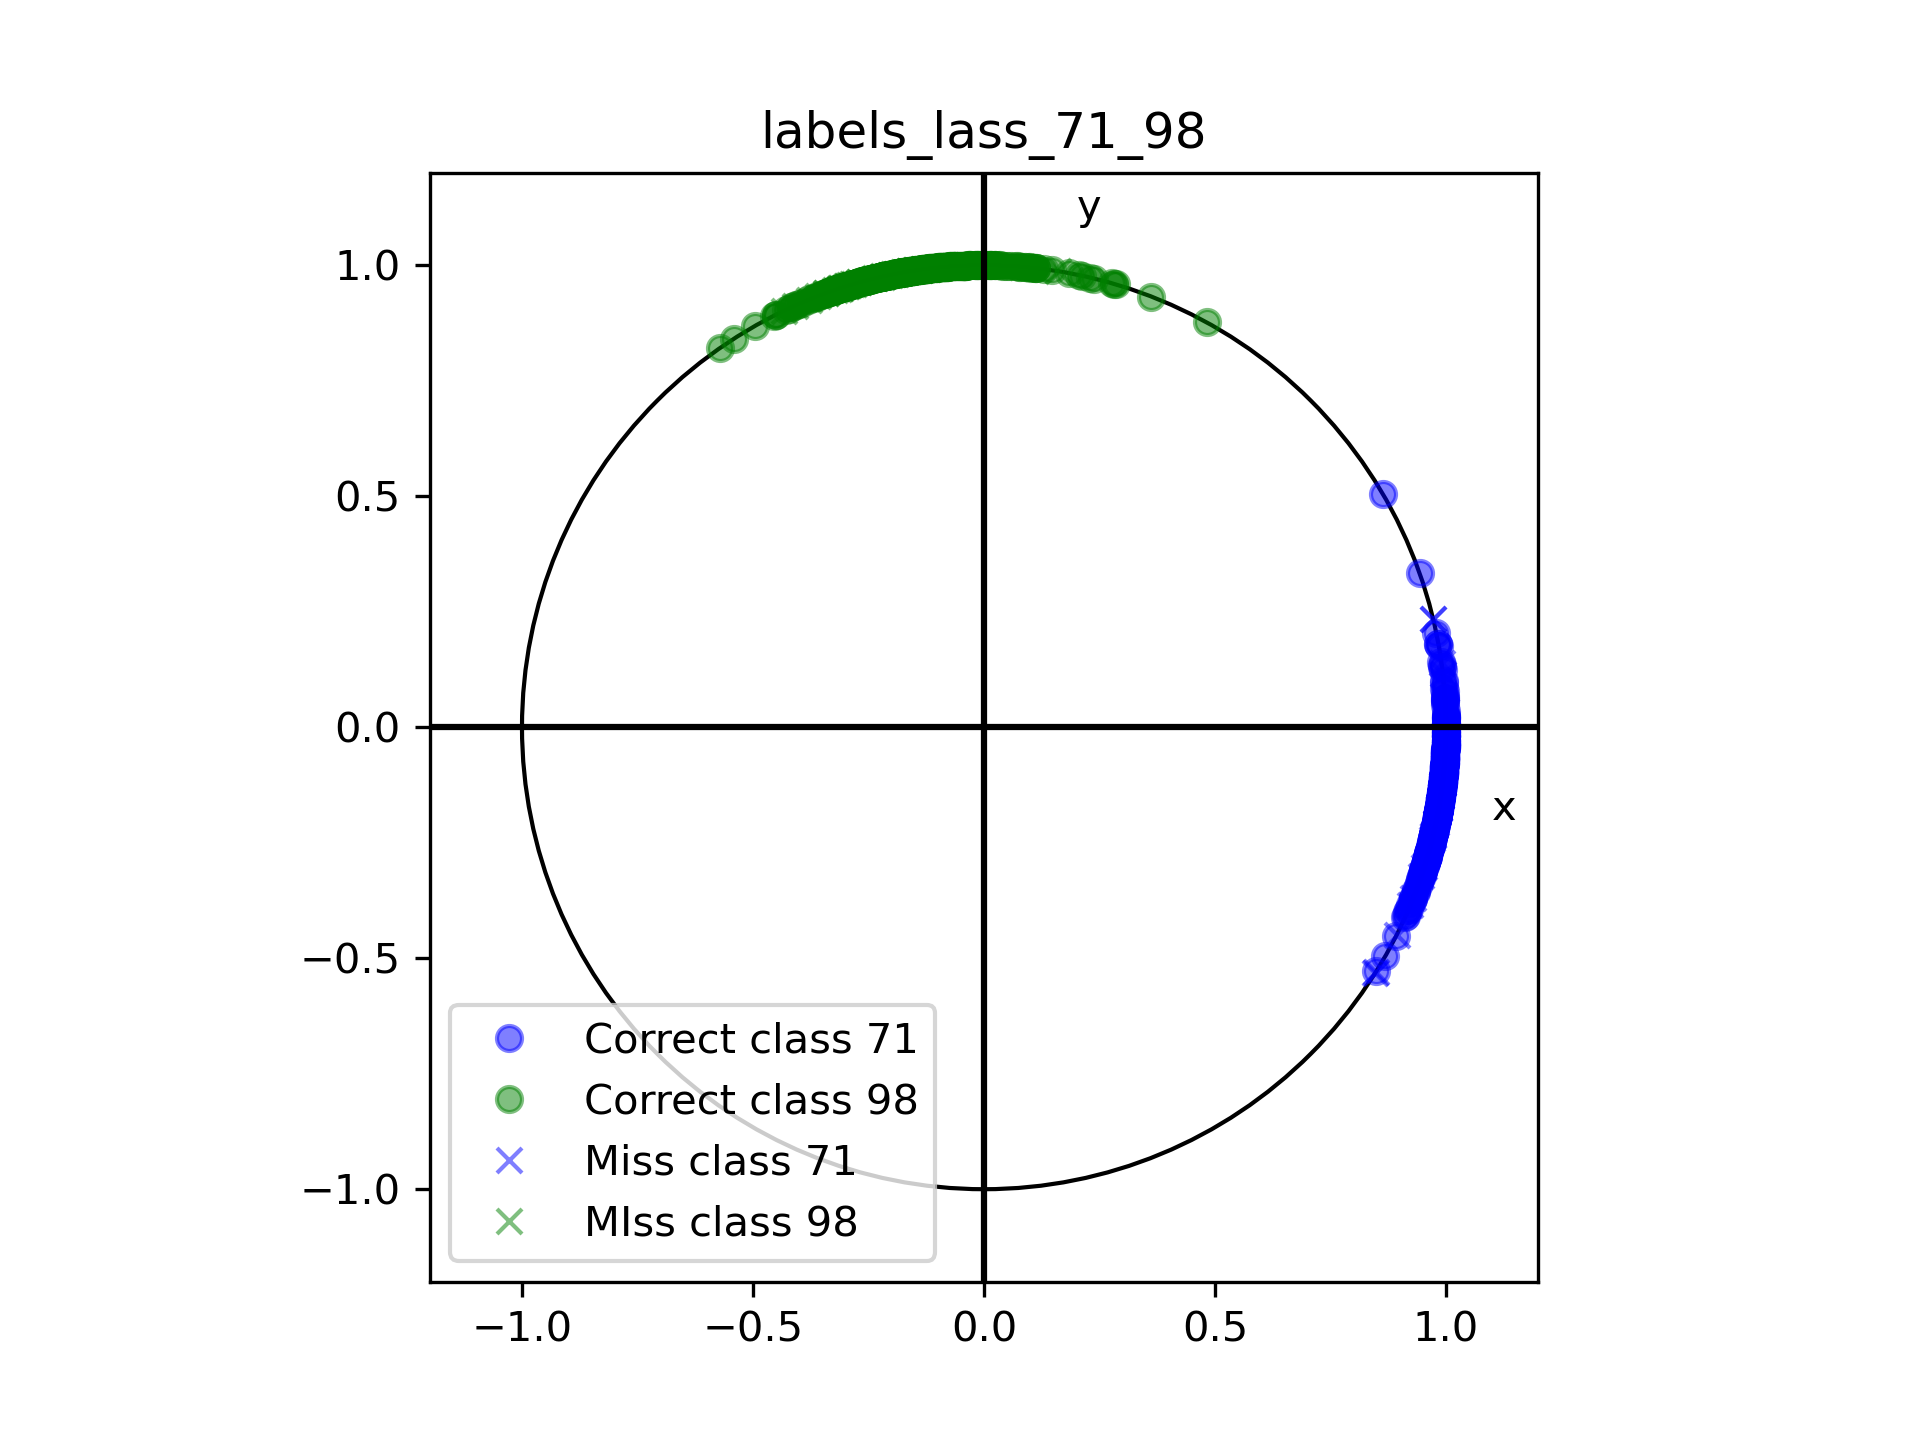 labels_lass_71_98
y
1.0
0.5
0.0
−0.5
−1.0
x
Correct class 71
Correct class 98
Miss class 71
MIss class 98
−1.0 −0.5 0.0 0.5 1.0